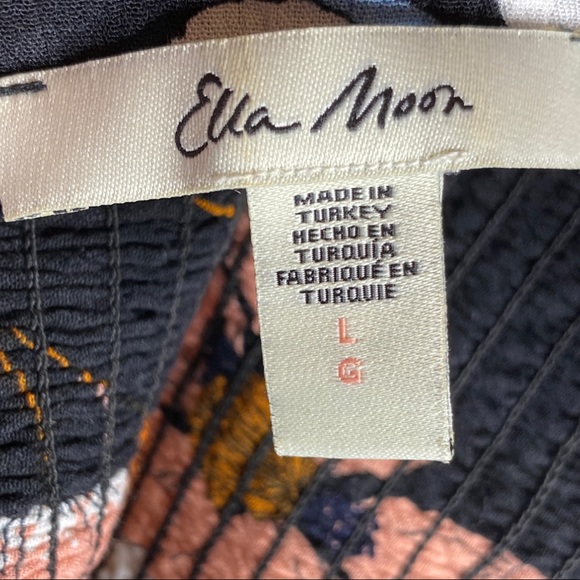 Ella Moon
MADE IN
TURKEY
HECHO EN
TURQUÍA
FABRIQUÉ EN
TURQUIE
L
G